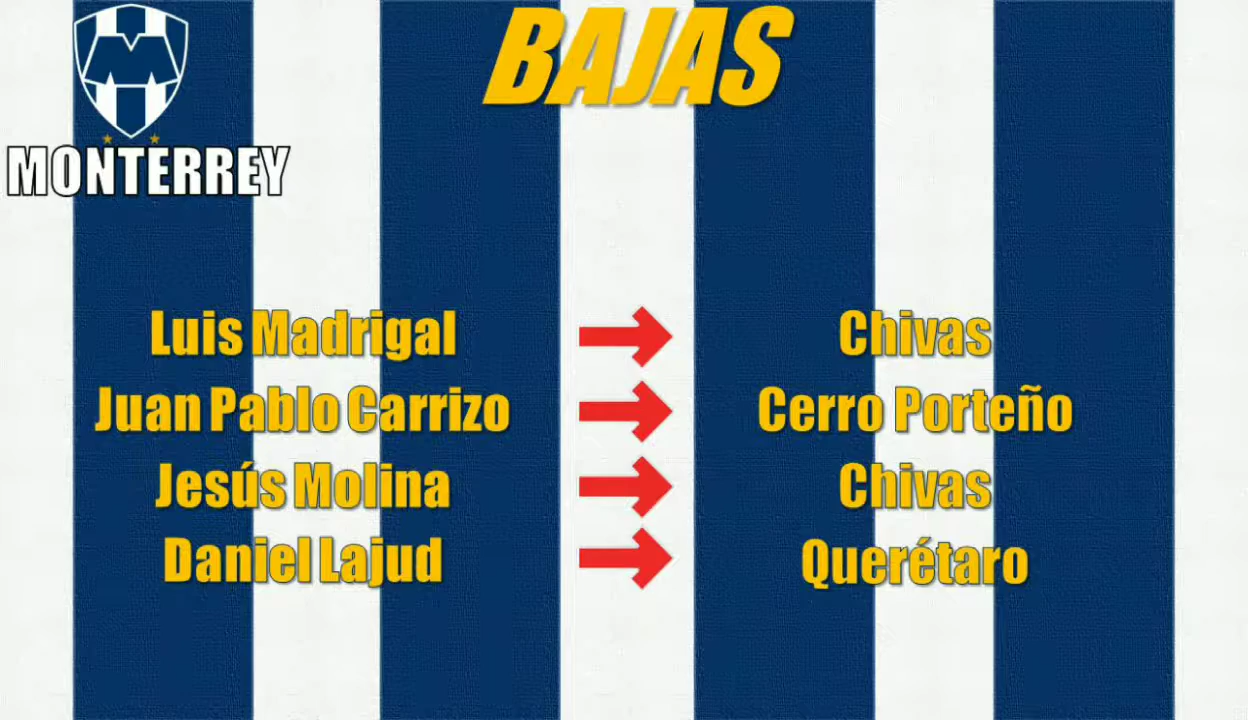 BAJAS
MONTERREY
Luis Madrigal Chivas
Juan Pablo Carrizo Cerro Porteño
Jesús Molina Chivas
Daniel Lajud Querétaro